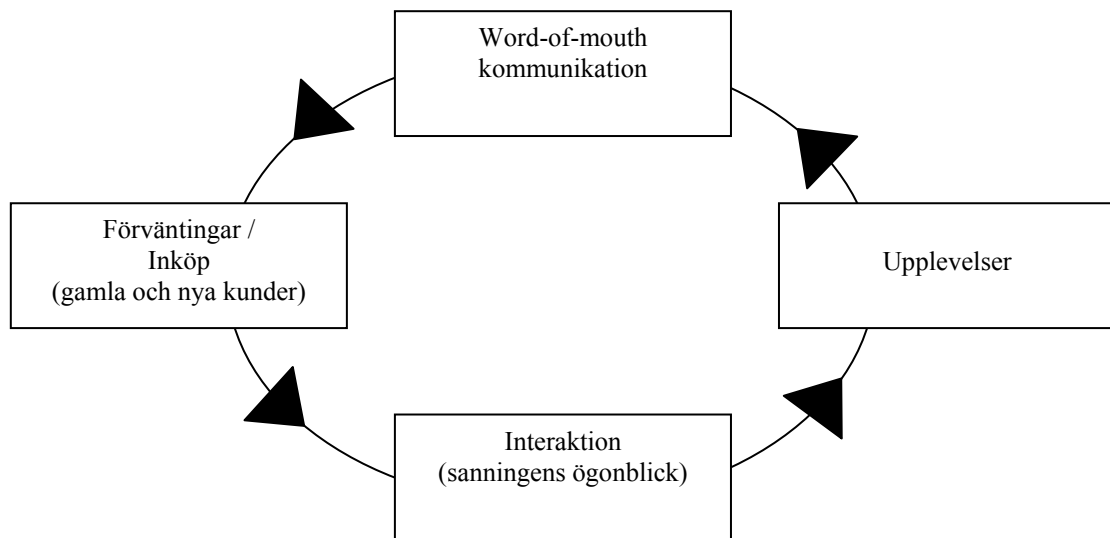 Word-of-mouth
kommunikation
Förväntingar /
Inköp
(gamla och nya kunder)
Upplevelser
Interaktion
(sanningens ögonblick)